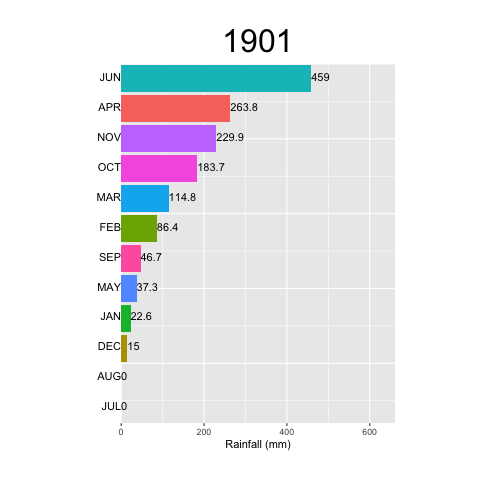 1901
JUN 459
APR 263.8
NOV 229.9
OCT 183.7
MAR 114.8
FEB 86.4
SEP 46.7
MAY 37.3
JAN 22.6
DEC 15
AUG 0
JUL 0
0 200 400 600
Rainfall (mm)